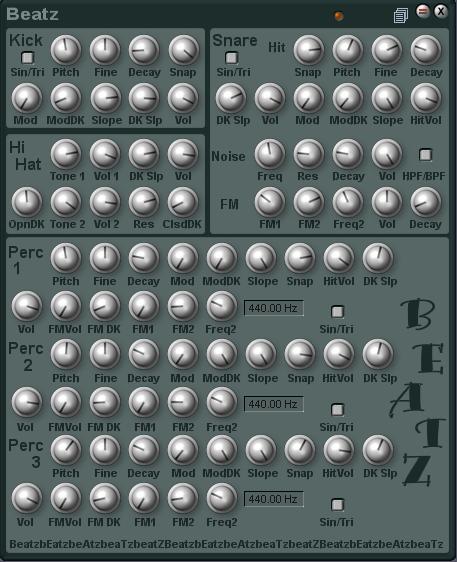 Beatz
Kick
Sin/Tri Pitch Fine Decay Snap
Mod ModDK Slope DK Slp Vol
Snare Hit
Sin/Tri Snap Pitch Fine Decay
DK Slp Vol Mod ModDK Slope HitVol
Hi
Hat
Tone 1 Vol 1 DK Slp Vol
OpnDK Tone 2 Vol 2 Res ClsdDK
Noise
Freq Res Decay Vol HPF/BPF
FM
FM1 FM2 Freq2 Vol Decay
Perc
1
Pitch Fine Decay Mod ModDK Slope Snap HitVol DK Slp
440.00 Hz
Vol FMVol FM DK FM1 FM2 Freq2 Sin/Tri
Perc
2
Pitch Fine Decay Mod ModDK Slope Snap HitVol DK Slp
440.00 Hz
Vol FMVol FM DK FM1 FM2 Freq2 Sin/Tri
Perc
3
Pitch Fine Decay Mod ModDK Slope Snap HitVol DK Slp
440.00 Hz
Vol FMVol FM DK FM1 FM2 Freq2 Sin/Tri
B
E
A
T
Z
BeatzbEatzbeAtzbeaTzbeatZBeatzbEatzbeAtzbeaTzbeatZBeatzbEatzbeAtzbeaTz